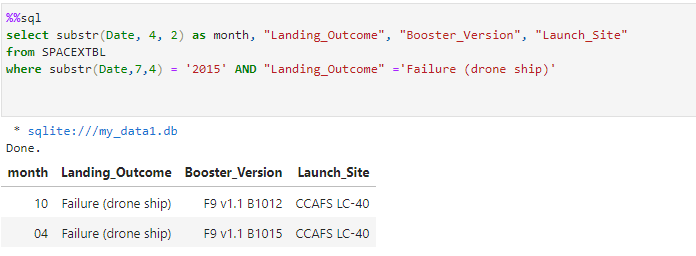 %%sql
select substr(Date, 4, 2) as month, "Landing_Outcome", "Booster_Version", "Launch_Site"
from SPACEXTBL
where substr(Date,7,4) = '2015' AND "Landing_Outcome" ='Failure (drone ship)'
* sqlite:///my_data1.db
Done.
month Landing_Outcome Booster_Version Launch_Site
10 Failure (drone ship) F9 v1.1 B1012 CCAFS LC-40
04 Failure (drone ship) F9 v1.1 B1015 CCAFS LC-40